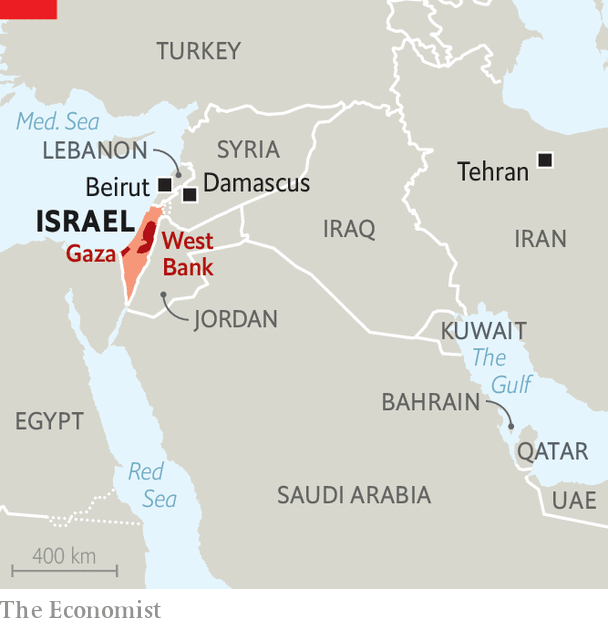 TURKEY
Med. Sea
LEBANON
SYRIA
Beirut
Damascus
Tehran
ISRAEL
Gaza
West
Bank
IRAQ
IRAN
JORDAN
KUWAIT
The
Gulf
BAHRAIN
EGYPT
QATAR
Red
Sea
SAUDI ARABIA
UAE
400 km
The Economist